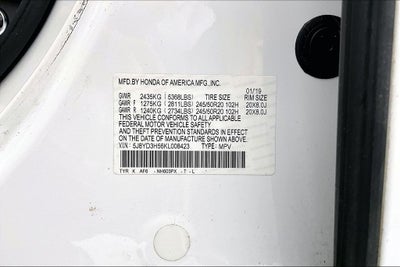 MFD. BY HONDA OF AMERICA MFG., INC. 01/19
GVWR 2435KG ( 5368LBS) TIRE SIZE RIM SIZE
GAWR F 1275KG ( 2811LBS) 245/50R20 102H 20X8.0J
GAWR R 1240KG ( 2734LBS) 245/50R20 102H 20X8.0J
THIS VEHICLE CONFORMS TO ALL APPLICABLE
FEDERAL MOTOR VEHICLE SAFETY
AND THEFT PREVENTION STANDARDS IN EFFECT
ON THE DATE OF MANUFACTURE SHOWN ABOVE.
V.I.N: 5J8YD3H56KL008423 TYPE: MPV
TYR K AF6 - NH603PX - T - L